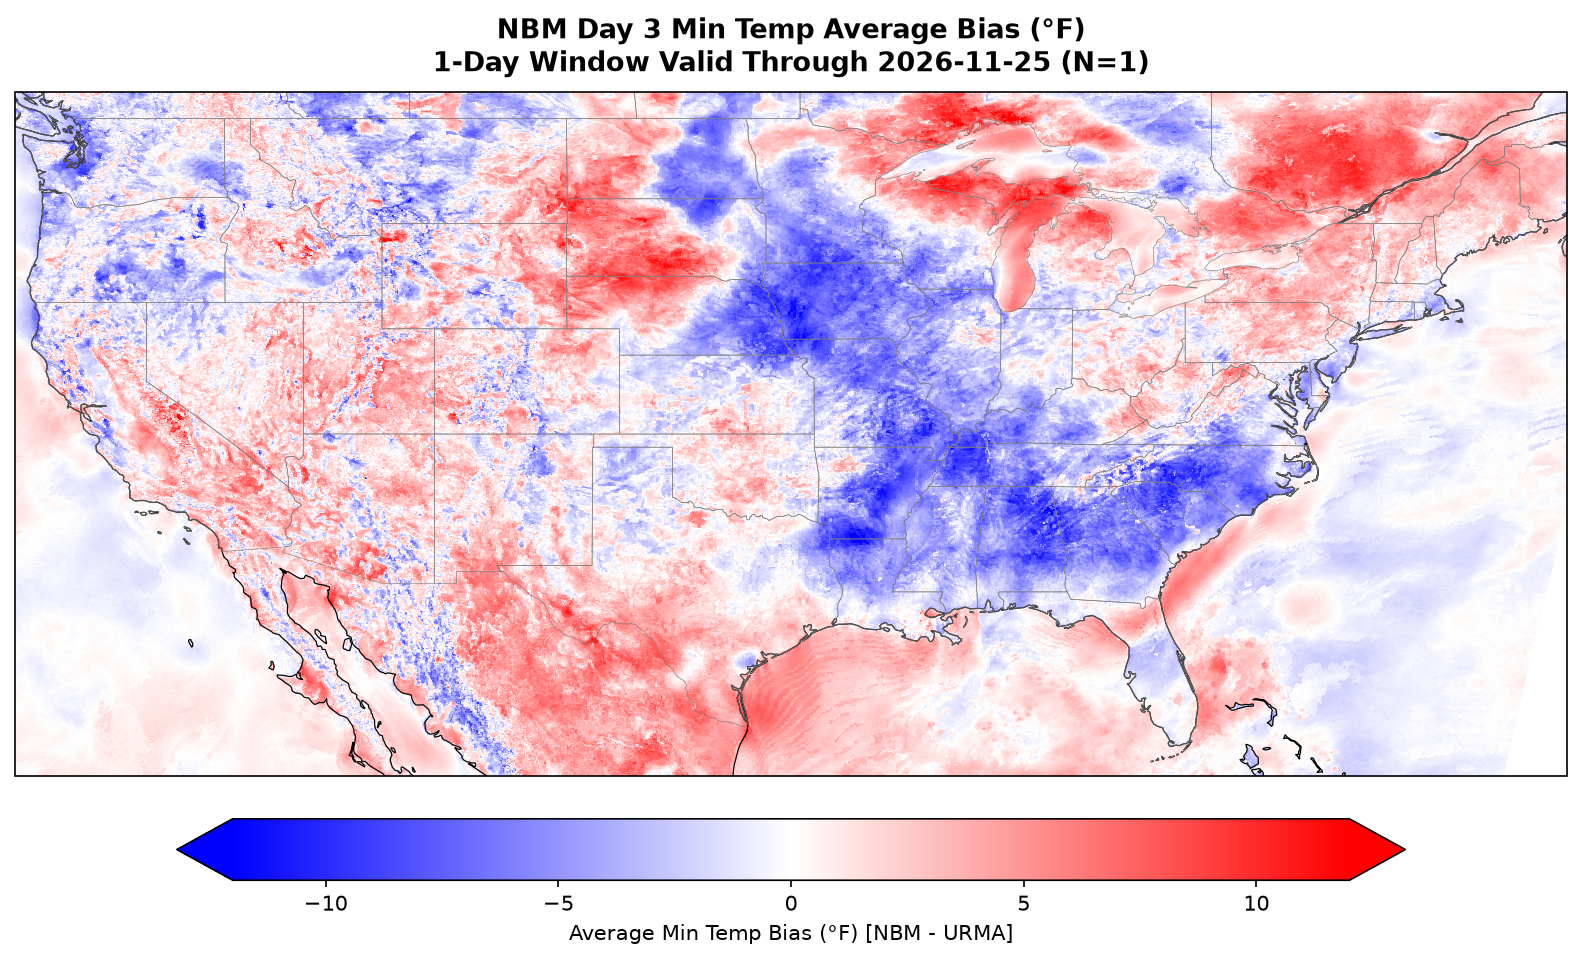 NBM Day 3 Min Temp Average Bias (°F)
1-Day Window Valid Through 2026-11-25 (N=1)
−10 −5 0 5 10
Average Min Temp Bias (°F) [NBM - URMA]